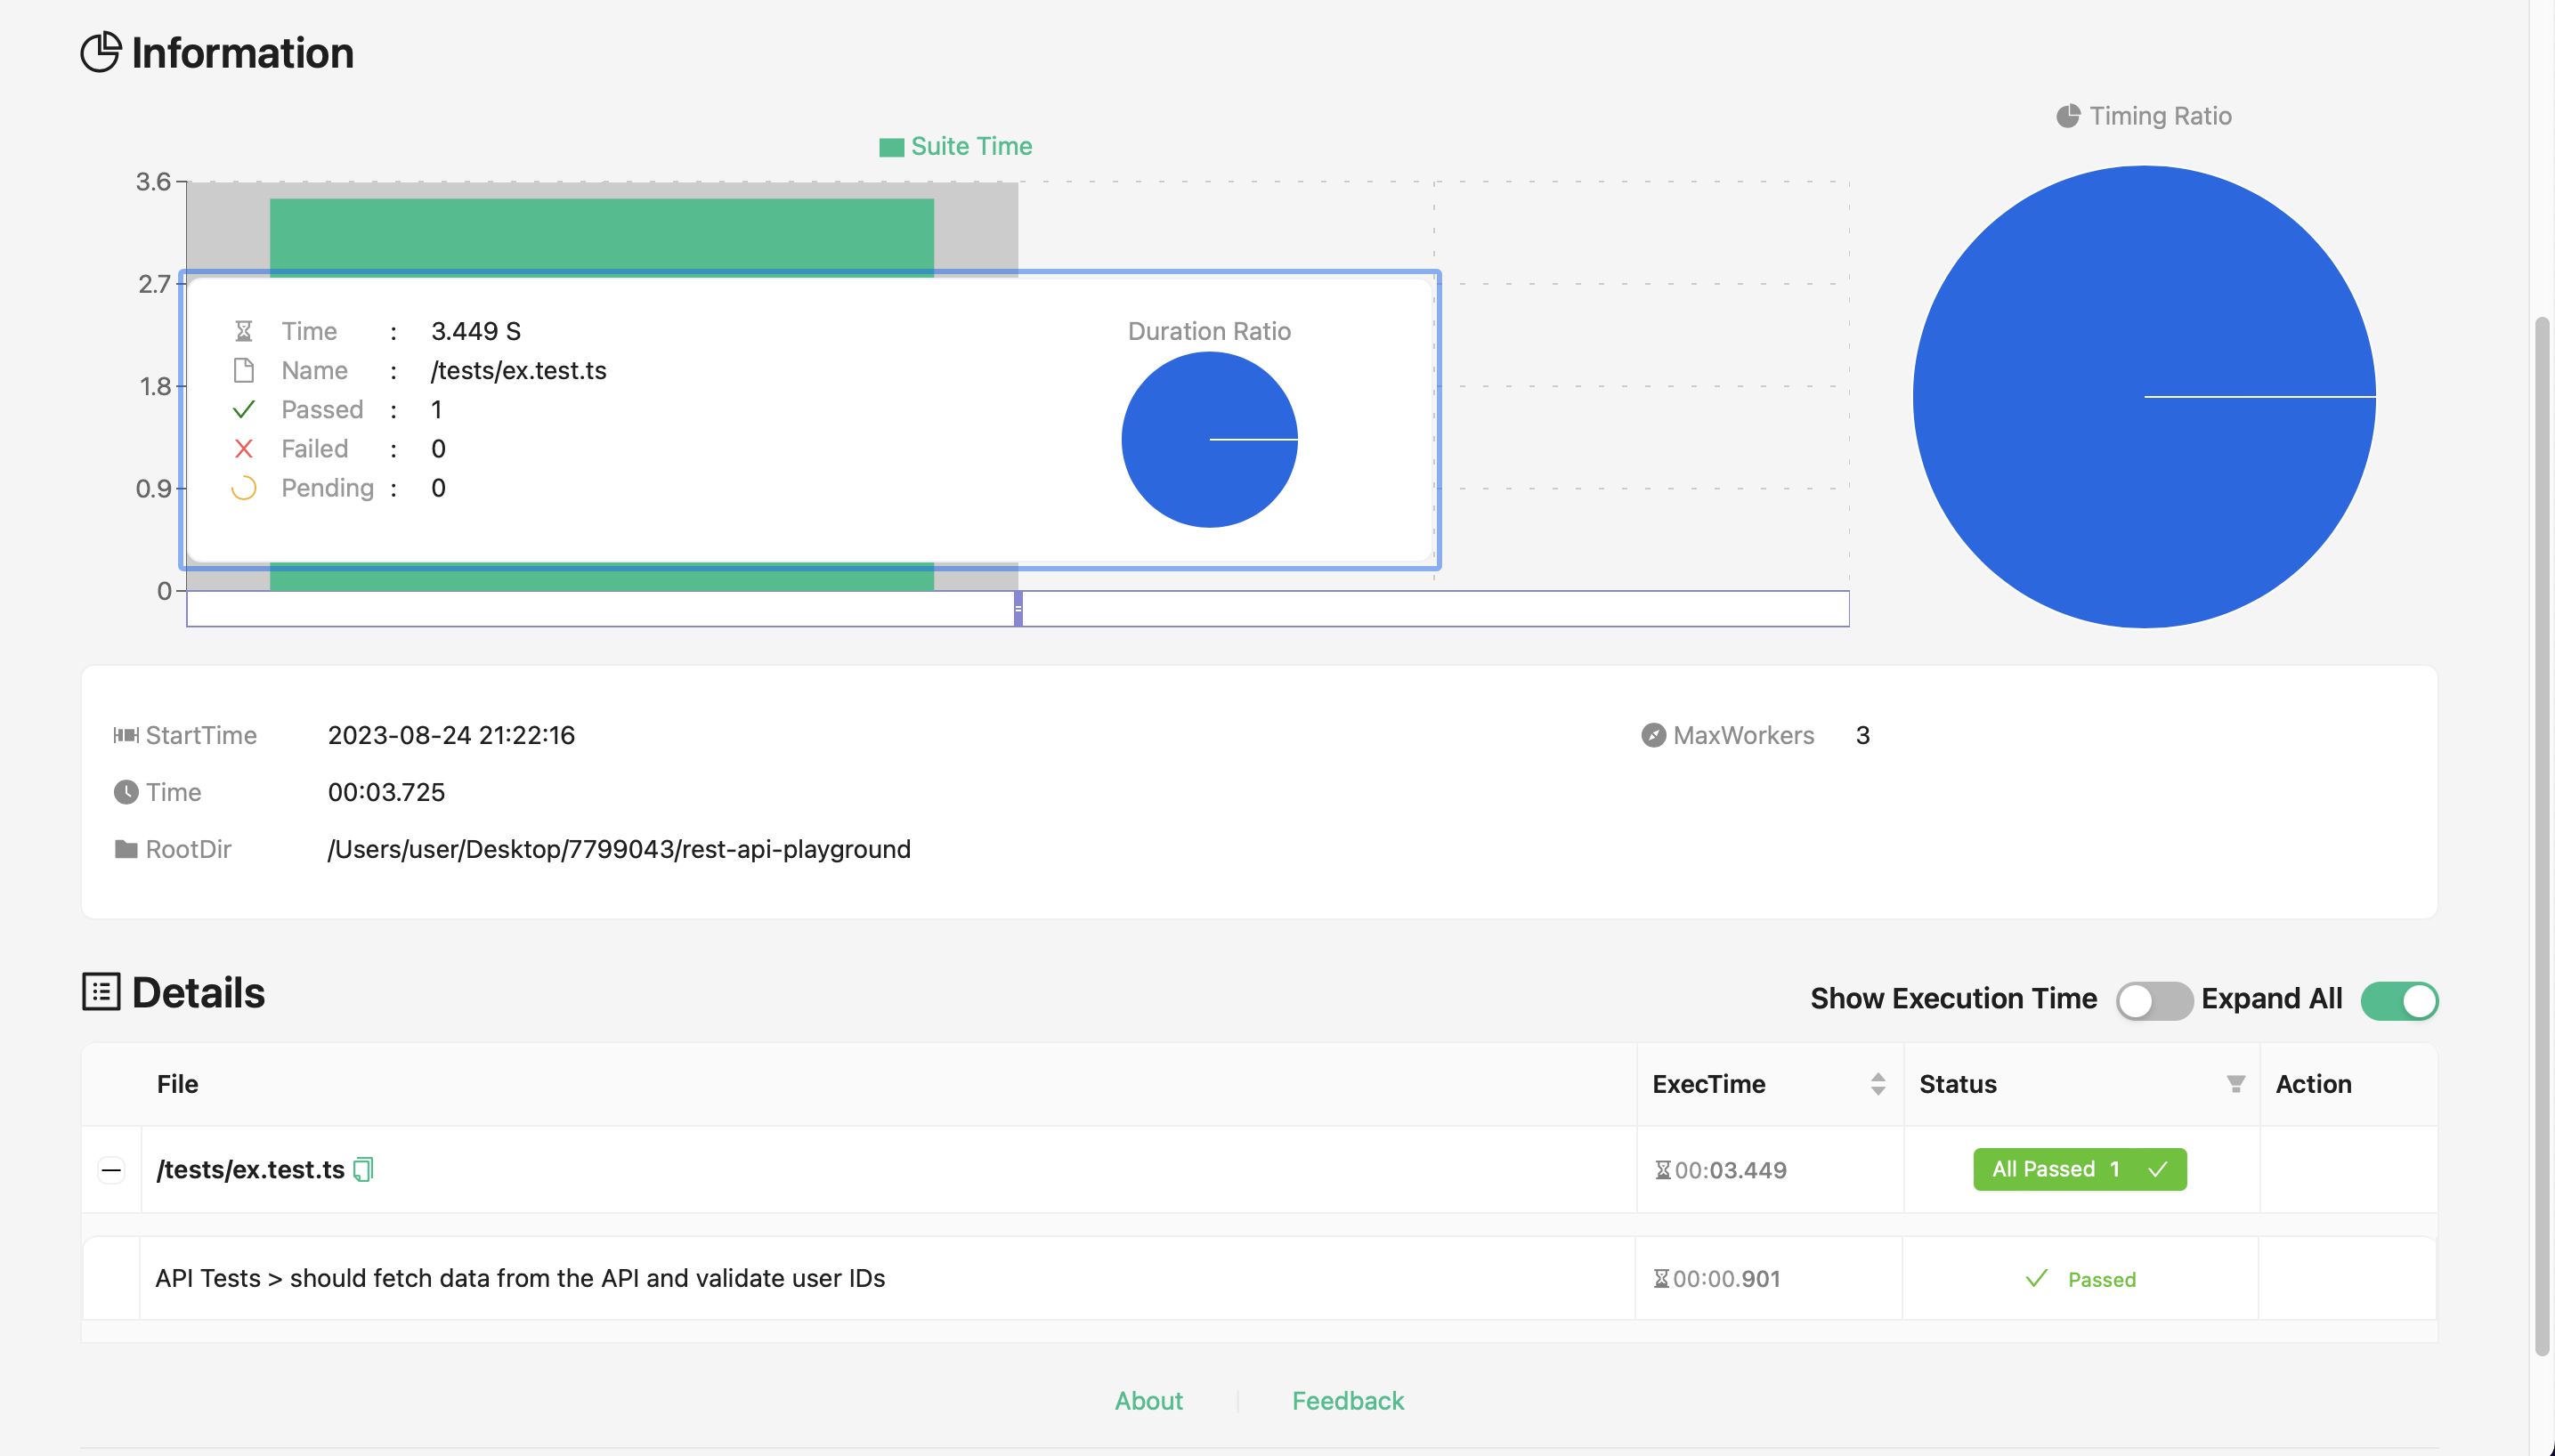 Information
Timing Ratio
Suite Time
3.6
2.7
1.8
0.9
0
Time : 3.449 S
Name : /tests/ex.test.ts
Passed : 1
Failed : 0
Pending : 0
Duration Ratio
StartTime 2023-08-24 21:22:16
MaxWorkers 3
Time 00:03.725
RootDir /Users/user/Desktop/7799043/rest-api-playground
Details
Show Execution Time Expand All
File ExecTime Status Action
/tests/ex.test.ts 00:03.449 All Passed 1
API Tests > should fetch data from the API and validate user IDs 00:00.901 Passed
About Feedback